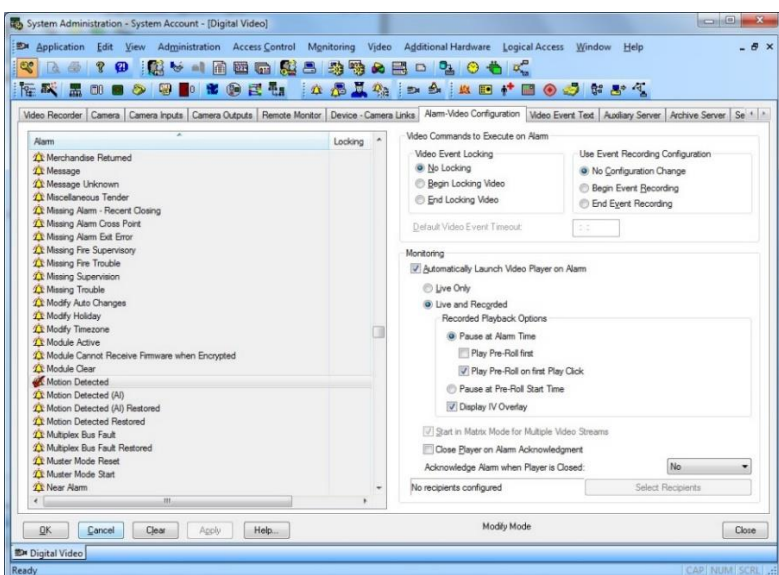 System Administration - System Account - [Digital Video]
Application Edit View Administration Access Control Monitoring Video Additional Hardware Logical Access Window Help
Video Recorder Camera Camera Inputs Camera Outputs Remote Monitor Device - Camera Links Alarm-Video Configuration Video Event Text Auxiliary Server Archive Server Se
Alarm Locking
Merchandise Returned
Message
Message Unknown
Miscellaneous Tender
Missing Alarm - Recent Closing
Missing Alarm Cross Point
Missing Alarm Exit Error
Missing Fire Supervisory
Missing Fire Trouble
Missing Supervision
Missing Trouble
Modify Auto Changes
Modify Holiday
Modify Timezone
Module Active
Module Cannot Receive Firmware when Encrypted
Module Clear
Motion Detected
Motion Detected (AI)
Motion Detected (AI) Restored
Motion Detected Restored
Multiplex Bus Fault
Multiplex Bus Fault Restored
Muster Mode Reset
Muster Mode Start
Near Alarm
Video Commands to Execute on Alarm
Video Event Locking
No Locking
Begin Locking Video
End Locking Video
Use Event Recording Configuration
No Configuration Change
Begin Event Recording
End Event Recording
Default Video Event Timeout:
: :
Monitoring
Automatically Launch Video Player on Alarm
Live Only
Live and Recorded
Recorded Playback Options
Pause at Alarm Time
Play Pre-Roll first
Play Pre-Roll on first Play Click
Pause at Pre-Roll Start Time
Display IV Overlay
Start in Matrix Mode for Multiple Video Streams
Close Player on Alarm Acknowledgment
Acknowledge Alarm when Player is Closed: No
No recipients configured Select Recipients
OK Cancel Clear Apply Help... Modify Mode Close
Digital Video
Ready CAP NUM SCRL